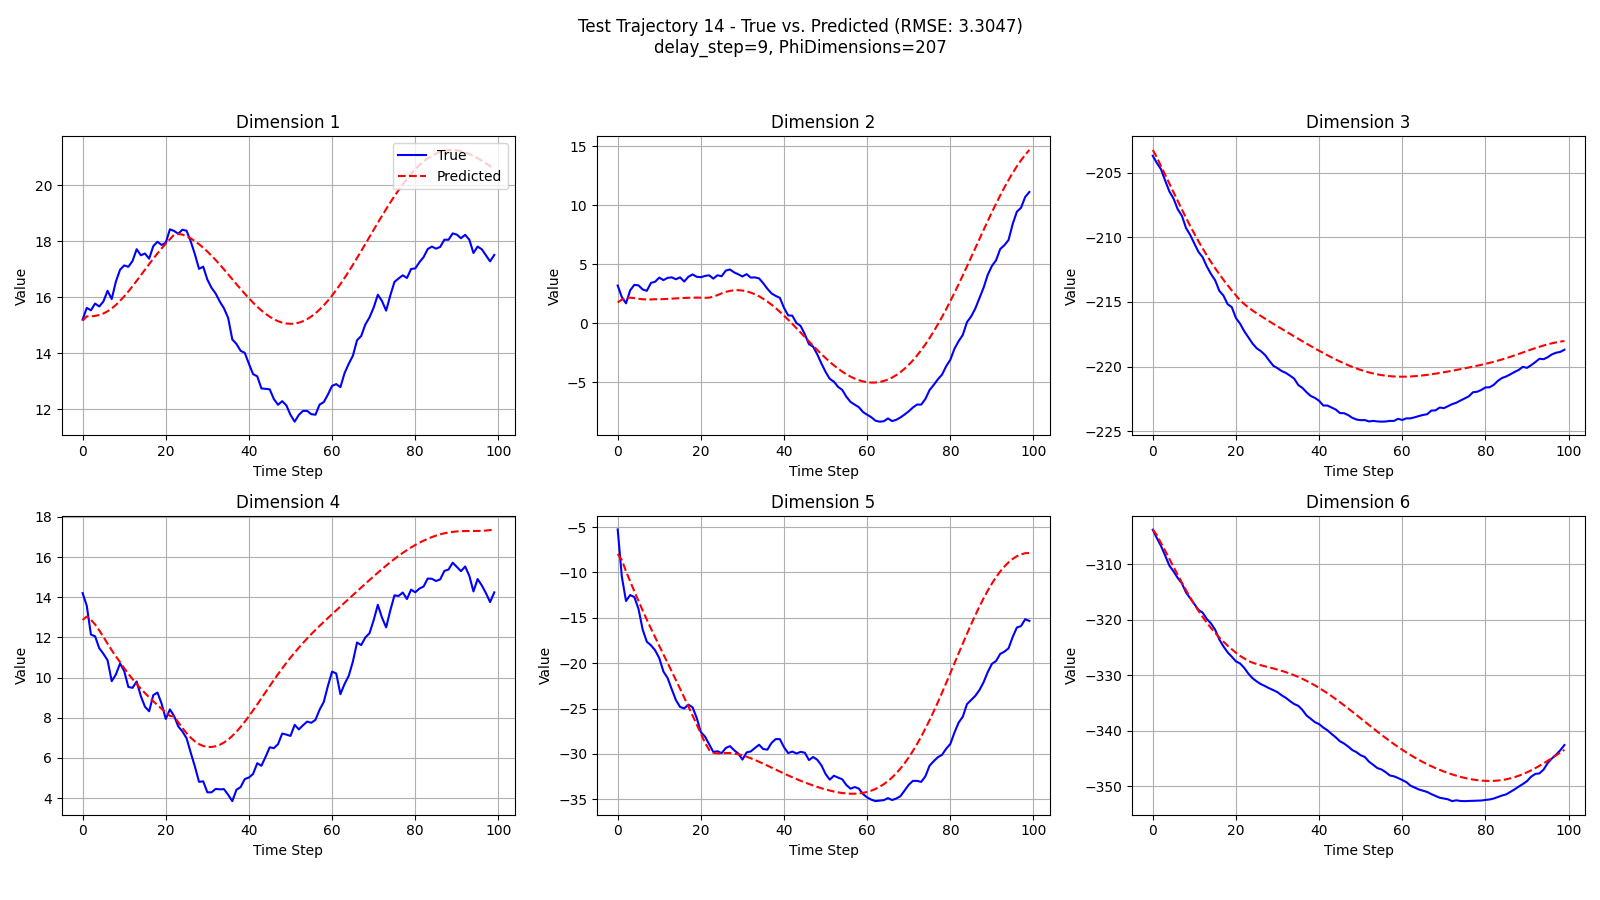 Test Trajectory 14 - True vs. Predicted (RMSE: 3.3047)
delay_step=9, PhiDimensions=207
Dimension 1
Value
20
18
16
14
12
0 20 40 60 80 100
Time Step
True
Predicted
Dimension 2
Value
15
10
5
0
−5
0 20 40 60 80 100
Time Step
Dimension 3
Value
−205
−210
−215
−220
−225
0 20 40 60 80 100
Time Step
Dimension 4
Value
18
16
14
12
10
8
6
4
0 20 40 60 80 100
Time Step
Dimension 5
Value
−5
−10
−15
−20
−25
−30
−35
0 20 40 60 80 100
Time Step
Dimension 6
Value
−310
−320
−330
−340
−350
0 20 40 60 80 100
Time Step